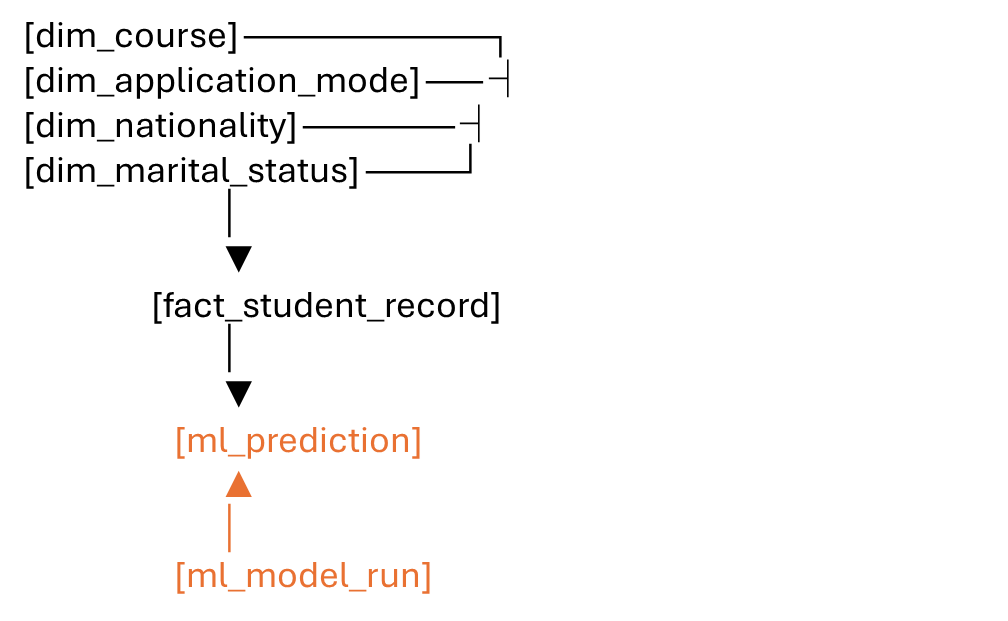 [dim_course]
[dim_application_mode]
[dim_nationality]
[dim_marital_status]
[fact_student_record]
[ml_prediction]
[ml_model_run]